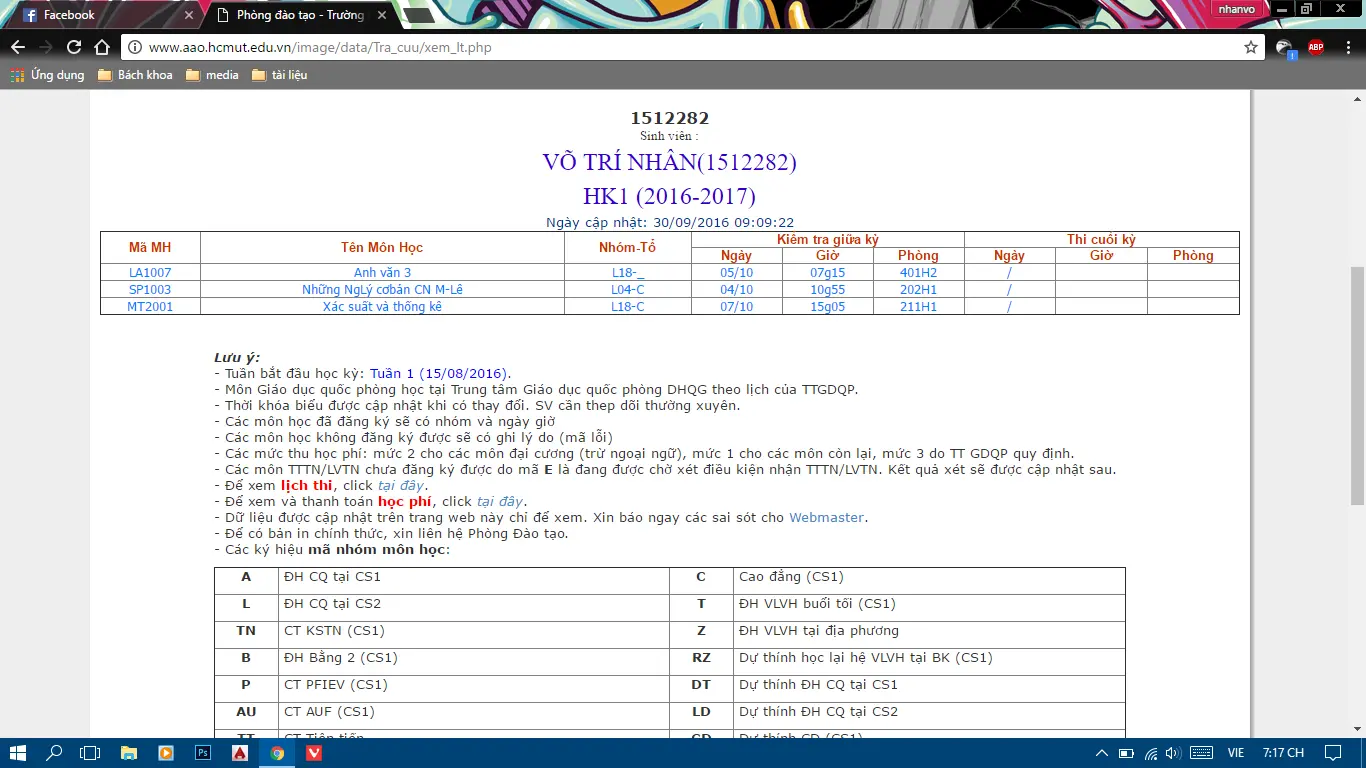 Facebook
Phòng đào tạo - Trường
nhanvo
www.aao.hcmut.edu.vn/image/data/Tra_cuu/xem_lt.php
ABP
Ứng dụng Bách khoa media tài liệu
1512282
Sinh viên :
VÕ TRÍ NHÂN(1512282)
HK1 (2016-2017)
Ngày cập nhật: 30/09/2016 09:09:22
Mã MH Tên Môn Học Nhóm-Tổ Kiểm tra giữa kỳ Thi cuối kỳ
Ngày Giờ Phòng Ngày Giờ Phòng
LA1007 Anh văn 3 L18-_ 05/10 07g15 401H2 /
SP1003 Những NgLý cơbản CN M-Lê L04-C 04/10 10g55 202H1 /
MT2001 Xác suất và thống kê L18-C 07/10 15g05 211H1 /
Lưu ý:
- Tuần bắt đầu học kỳ: Tuần 1 (15/08/2016).
- Môn Giáo dục quốc phòng học tại Trung tâm Giáo dục quốc phòng DHQG theo lịch của TTGDQP.
- Thời khóa biểu được cập nhật khi có thay đổi. SV cần thep dõi thường xuyên.
- Các môn học đã đăng ký sẽ có nhóm và ngày giờ
- Các môn học không đăng ký được sẽ có ghi lý do (mã lỗi)
- Các mức thu học phí: mức 2 cho các môn đại cương (trừ ngoại ngữ), mức 1 cho các môn còn lại, mức 3 do TT GDQP quy định.
- Các môn TTTN/LVTN chưa đăng ký được do mã E là đang được chờ xét điều kiện nhận TTTN/LVTN. Kết quả xét sẽ được cập nhật sau.
- Để xem lịch thi, click tại đây.
- Để xem và thanh toán học phí, click tại đây.
- Dữ liệu được cập nhật trên trang web này chỉ để xem. Xin báo ngay các sai sót cho Webmaster.
- Để có bản in chính thức, xin liên hệ Phòng Đào tạo.
- Các ký hiệu mã nhóm môn học:
A ĐH CQ tại CS1 C Cao đẳng (CS1)
L ĐH CQ tại CS2 T ĐH VLVH buổi tối (CS1)
TN CT KSTN (CS1) Z ĐH VLVH tại địa phương
B ĐH Bằng 2 (CS1) RZ Dự thính học lại hệ VLVH tại BK (CS1)
P CT PFIEV (CS1) DT Dự thính ĐH CQ tại CS1
AU CT AUF (CS1) LD Dự thính ĐH CQ tại CS2
TT CT Tiên tiến CD Dự thính CD (CS1)
Ps VIE 7:17 CH